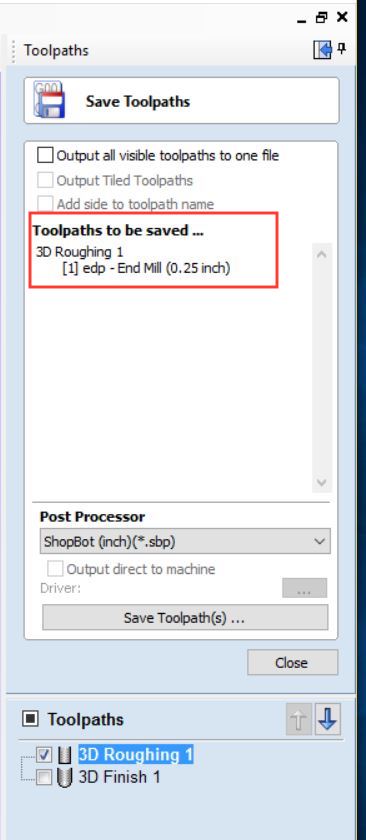 Toolpaths
G00
Save Toolpaths
Output all visible toolpaths to one file
Output Tiled Toolpaths
Add side to toolpath name
Toolpaths to be saved ...
3D Roughing 1
[1] edp - End Mill (0.25 inch)
Post Processor
ShopBot (inch)(*.sbp)
Output direct to machine
Driver:
...
Save Toolpath(s) ...
Close
Toolpaths
3D Roughing 1
3D Finish 1